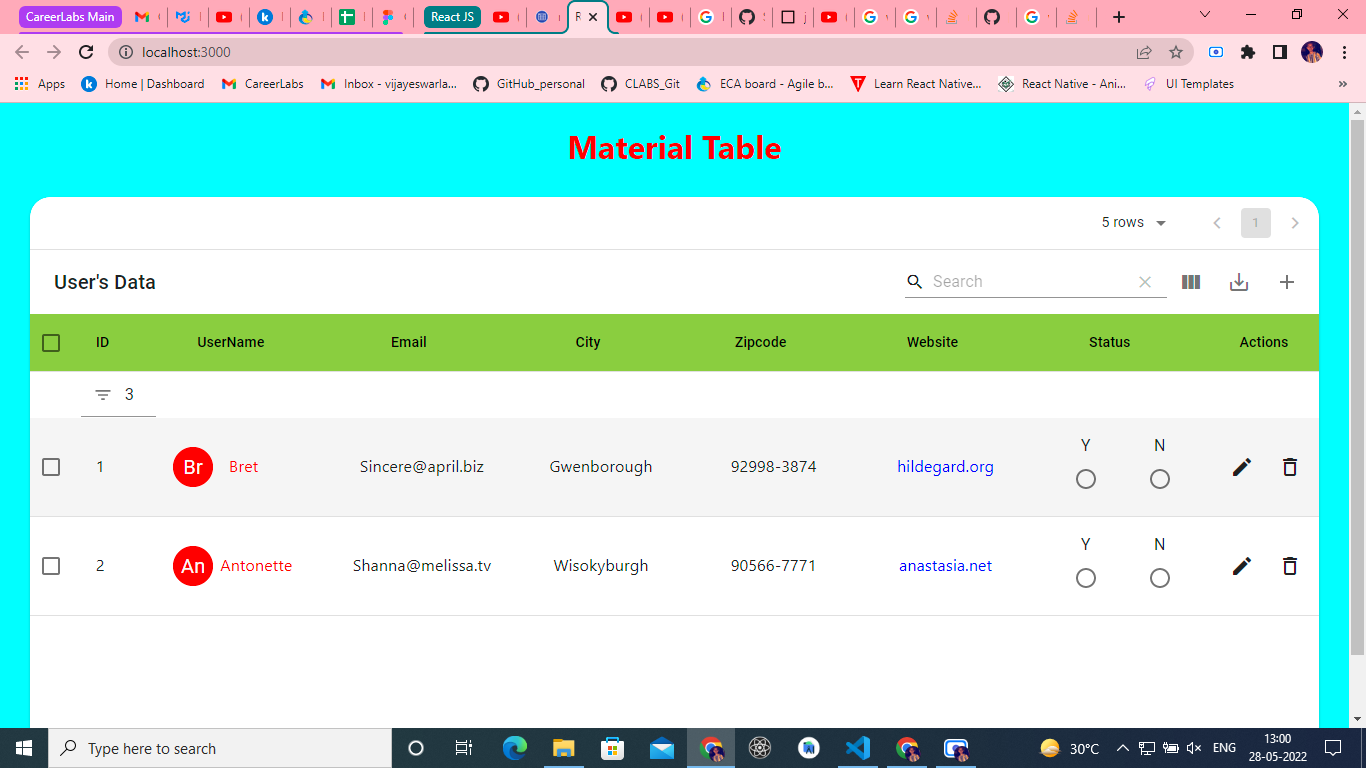 CareerLabs Main
React JS
localhost:3000
Apps
Home | Dashboard
CareerLabs
Inbox - vijayeswarla...
GitHub_personal
CLABS_Git
ECA board - Agile b...
Learn React Native...
React Native - Ani...
UI Templates
»
Material Table
5 rows
1
User's Data
Search
ID UserName Email City Zipcode Website Status Actions
3
Y N
1 Br Bret Sincere@april.biz Gwenborough 92998-3874 hildegard.org
Y N
2 An Antonette Shanna@melissa.tv Wisokyburgh 90566-7771 anastasia.net
Type here to search
30°C
ENG
13:00
28-05-2022